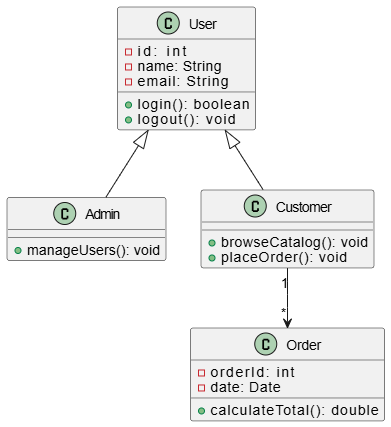 C User
id: int
name: String
email: String
login(): boolean
logout(): void
C Admin
C Customer
manageUsers(): void
browseCatalog(): void
placeOrder(): void
1
*
C Order
orderId: int
date: Date
calculateTotal(): double